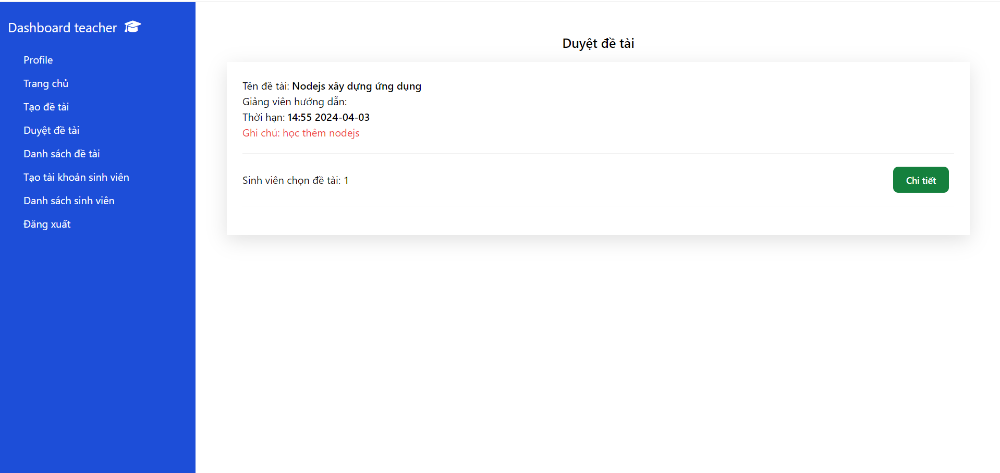 Dashboard teacher
Profile
Trang chủ
Tạo đề tài
Duyệt đề tài
Danh sách đề tài
Tạo tài khoản sinh viên
Danh sách sinh viên
Đăng xuất
Duyệt đề tài
Tên đề tài: Nodejs xây dựng ứng dụng
Giảng viên hướng dẫn:
Thời hạn: 14:55 2024-04-03
Ghi chú: học thêm nodejs
Sinh viên chọn đề tài: 1
Chi tiết